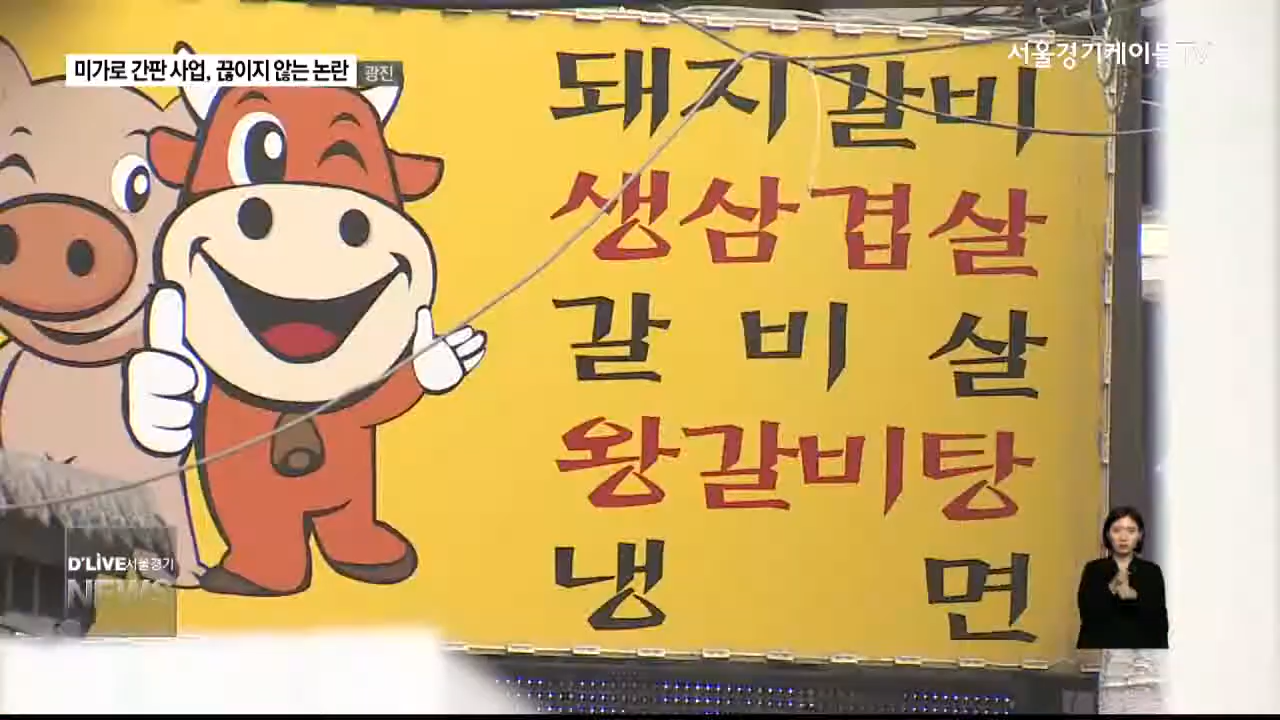 미가로 간판 사업, 끊이지 않는 논란
광진
서울경기케이블TV
돼지갈비
생삼겹살
갈비살
왕갈비탕
냉면
D'LIVE서울경기
NEWS